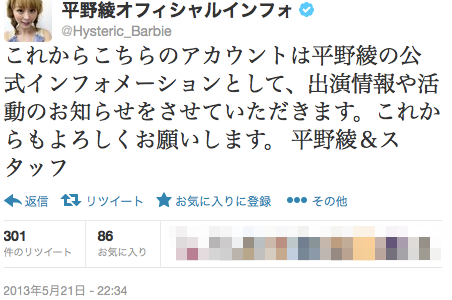 平野綾オフィシャルインフォ
@Hysteric_Barbie
これからこちらのアカウントは平野綾の公
式インフォメーションとして、出演情報や活
動のお知らせをさせていただきます。これか
らもよろしくお願いします。 平野綾＆ス
タッフ
返信 リツイート お気に入りに登録 その他
301 86
件のリツイート お気に入り
2013年5月21日 - 22:34